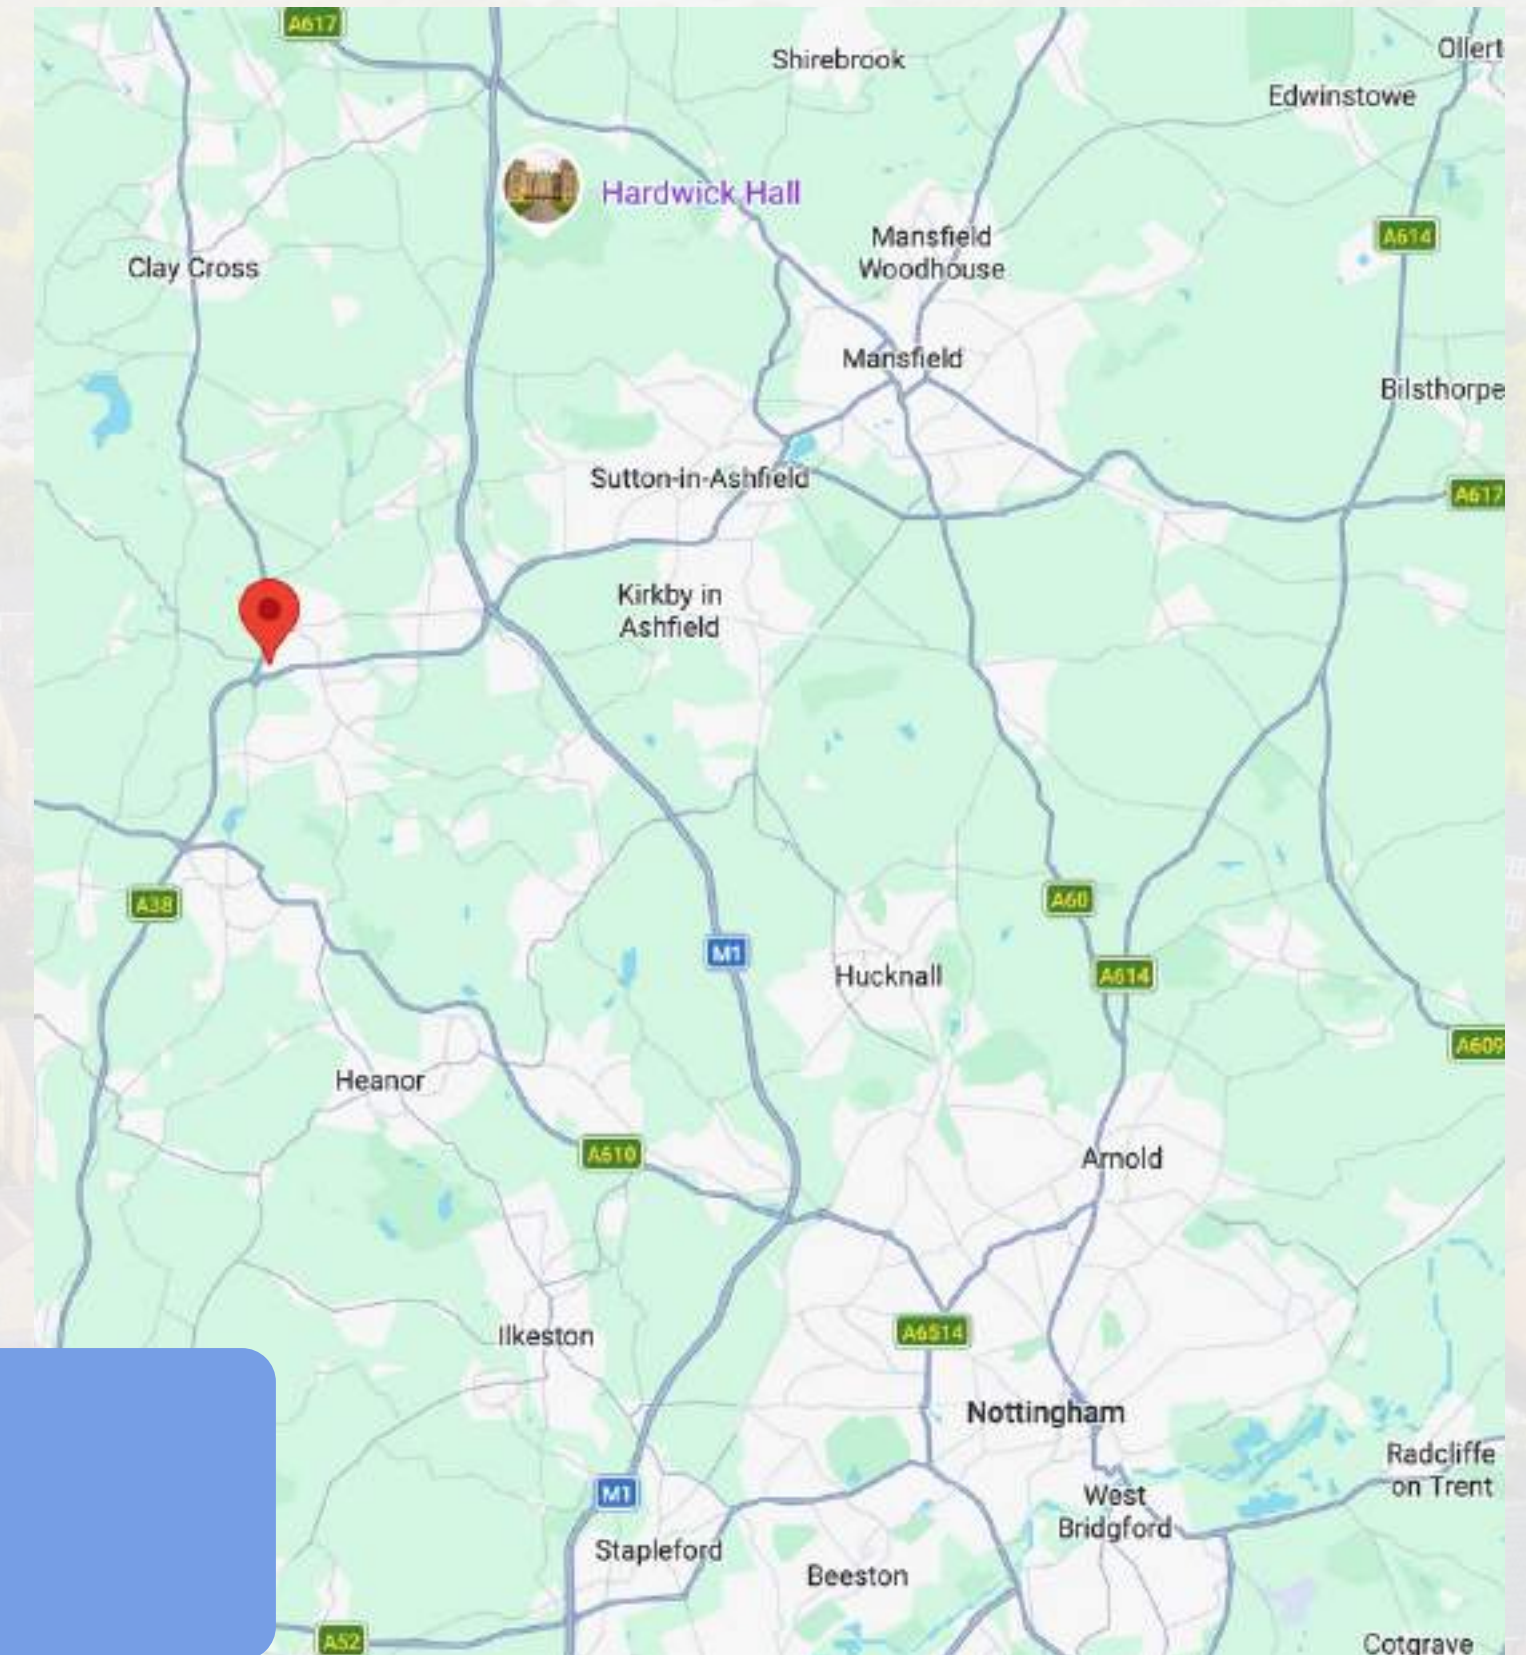 A617
Shirebrook
Ollert
Edwinstowe
Hardwick Hall
A614
Mansfield
Woodhouse
Clay Cross
Mansfield
Bilsthorpe
Sutton-in-Ashfield
A617
Kirkby in
Ashfield
A38
A60
M1
Hucknall
A614
A609
Heanor
A610
Arnold
Ilkeston
A6514
Nottingham
Radcliffe
on Trent
M1
West
Bridgford
Stapleford
Beeston
A52
Cotgrave